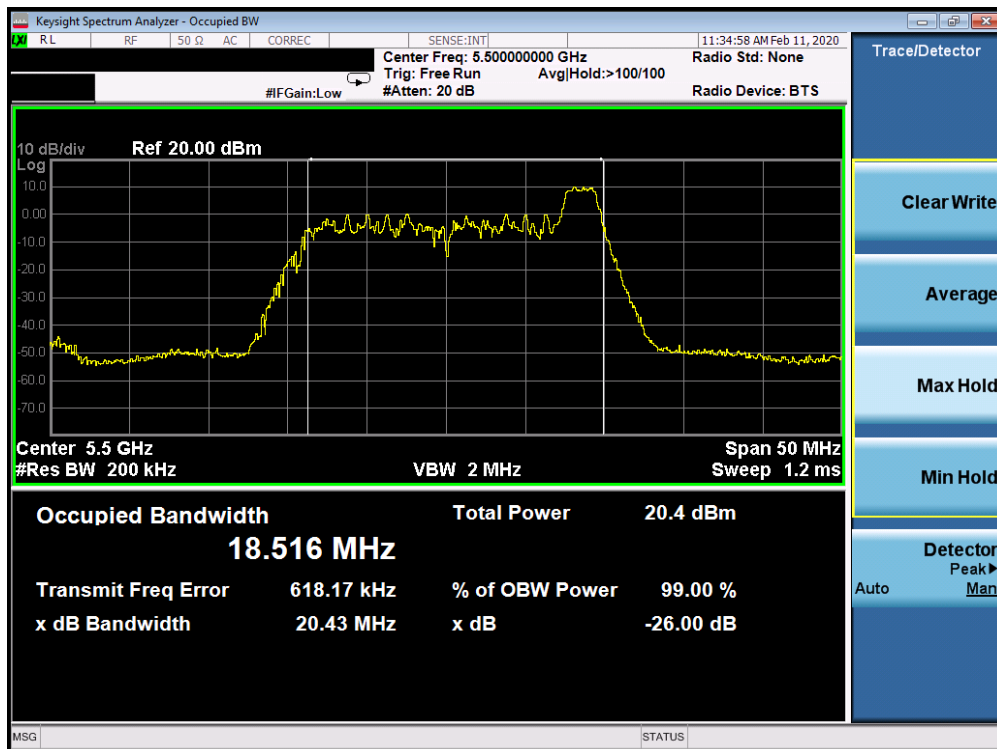 Keysight Spectrum Analyzer - Occupied BW
LXI RL RF 50 Ω AC CORREC SENSE:INT 11:34:58 AM Feb 11, 2020
Center Freq: 5.500000000 GHz Radio Std: None
Trig: Free Run Avg|Hold:>100/100
#IFGain:Low #Atten: 20 dB Radio Device: BTS
Trace/Detector
10 dB/div Ref 20.00 dBm
Log
10.0
0.00
-10.0
-20.0
-30.0
-40.0
-50.0
-60.0
-70.0
Center 5.5 GHz Span 50 MHz
#Res BW 200 kHz VBW 2 MHz Sweep 1.2 ms
Occupied Bandwidth Total Power 20.4 dBm
18.516 MHz
Transmit Freq Error 618.17 kHz % of OBW Power 99.00 %
x dB Bandwidth 20.43 MHz x dB -26.00 dB
Clear Write
Average
Max Hold
Min Hold
Detector
Peak▶
Auto Man
MSG STATUS